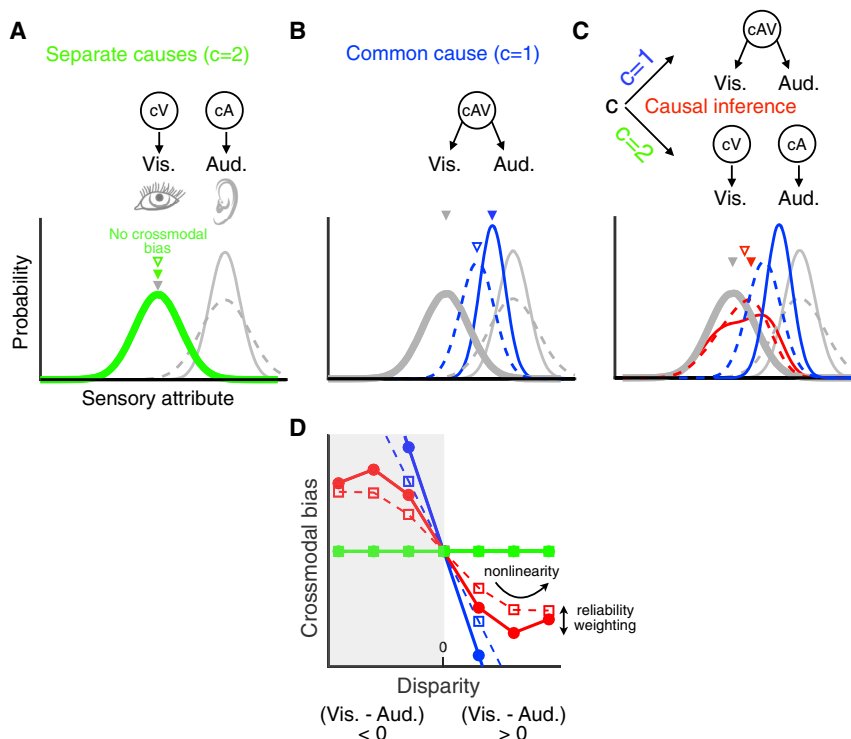 A
Separate causes (c=2)
cV
cA
Vis.
Aud.
No crossmodal
bias
Probability
Sensory attribute
B
Common cause (c=1)
cAV
Vis.
Aud.
C
cAV
c=1
Vis.
Aud.
C
Causal inference
c=2
cV
cA
Vis.
Aud.
D
Crossmodal bias
nonlinearity
reliability
weighting
0
Disparity
(Vis. - Aud.)
< 0
(Vis. - Aud.)
> 0